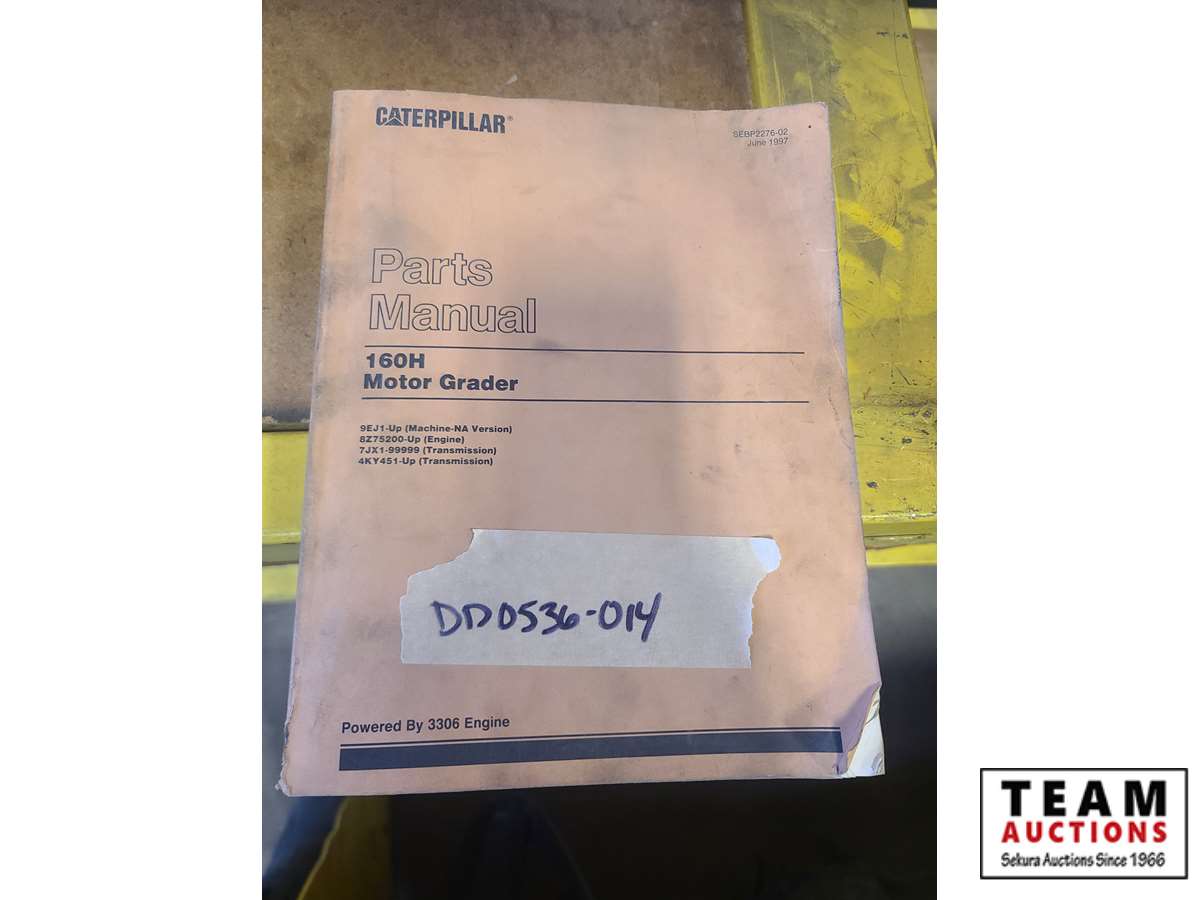 CATERPILLAR®
SEBP2276-02
June 1997
Parts
Manual
160H
Motor Grader
9EJ1-Up (Machine-NA Version)
8Z75200-Up (Engine)
7JX1-99999 (Transmission)
4KY451-Up (Transmission)
DD0536-014
Powered By 3306 Engine
TEAM
AUCTIONS
Sekura Auctions Since 1966